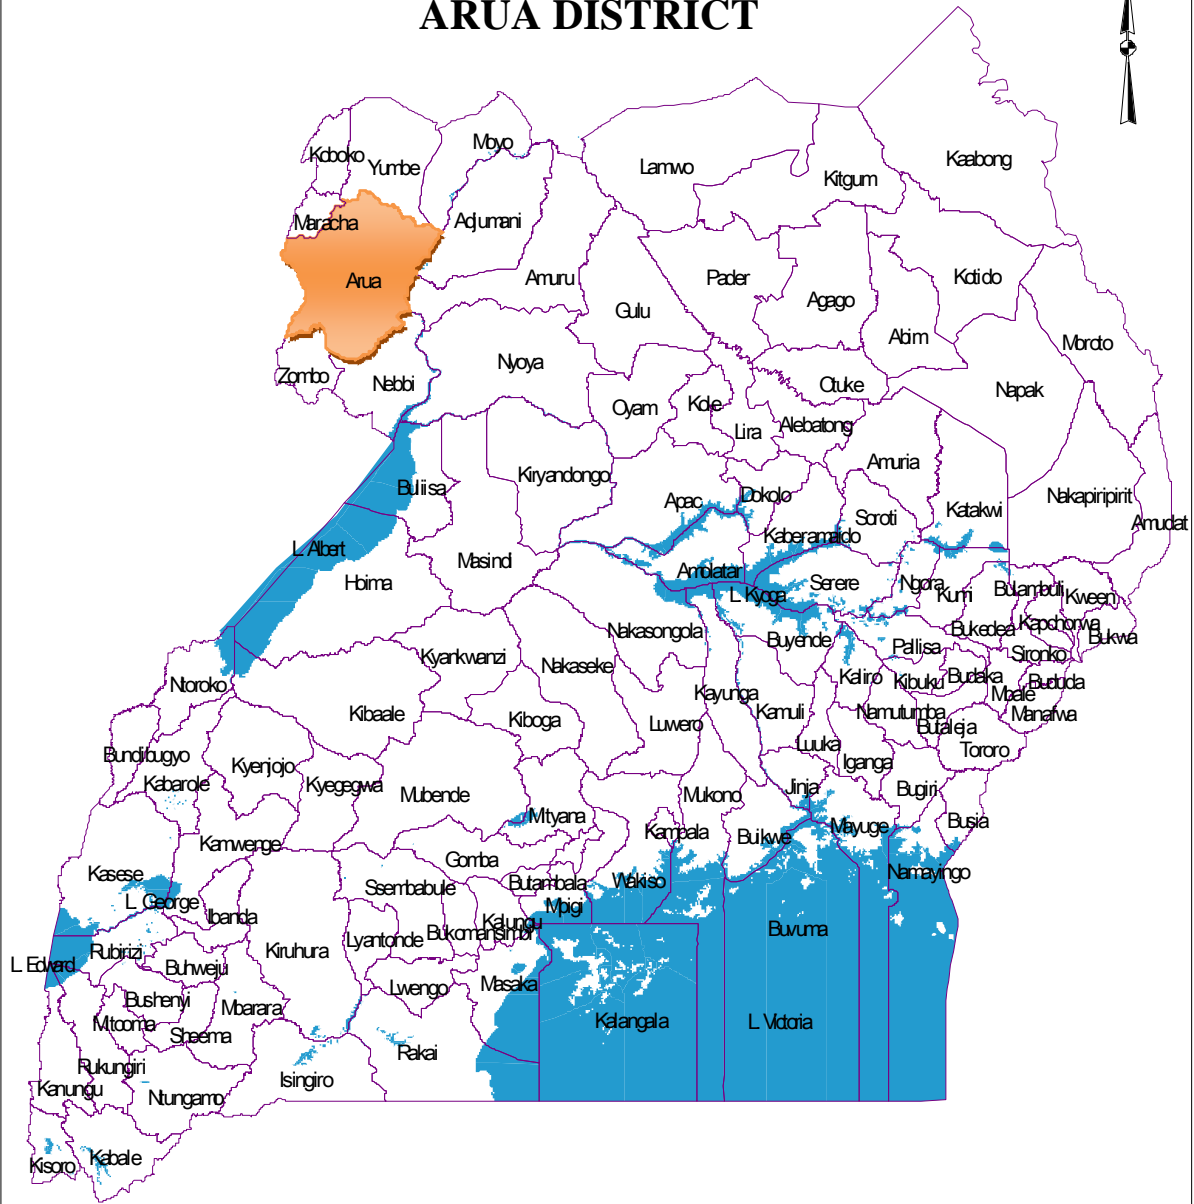 ARUA DISTRICT
Koboko
Yumbe
Moyo
Lamwo
Kitgum
Kaabong
Maracha
Adjumani
Arua
Amuru
Pader
Agago
Kotido
Gulu
Abim
Moroto
Zombo
Nebbi
Nyoya
Otuke
Napak
Oyam
Kole
Lira
Alebatong
Amuria
Kiryandongo
Buliisa
Apac
Dokolo
Soroti
Katakwi
Nakapiripirit
Amudat
Kaberamaido
L. Albert
Masindi
Hoima
Amolatar
L. Kyoga
Serere
Ngora
Kumi
Bulambuli
Kween
Nakasongola
Buyende
Pallisa
Bukedea
Kapchorwa
Bukwa
Sironko
Kyankwanzi
Nakaseke
Ntoroko
Kayunga
Kaliro
Kibuku
Budaka
Mbale
Bududa
Kibaale
Kiboga
Luwero
Kamuli
Namutumba
Butaleja
Manafwa
Tororo
Bundibugyo
Kabarole
Kyenjojo
Kyegegwa
Mubende
Luuka
Iganga
Mukono
Jinja
Bugiri
Mityana
Kampala
Buikwe
Mayuge
Busia
Kamwenge
Gomba
Kasese
Ssembabule
Butambala
Wakiso
Namayingo
L. George
Ibanda
Mpigi
Kalungu
Lyantonde
Bukomansimbi
Buvuma
Kiruhura
Rubirizi
L. Edward
Buhweju
Lwengo
Masaka
Bushenyi
Mbarara
Mitooma
Sheema
Kalangala
L. Victoria
Rakai
Rukungiri
Isingiro
Kanungu
Ntungamo
Kisoro
Kabale